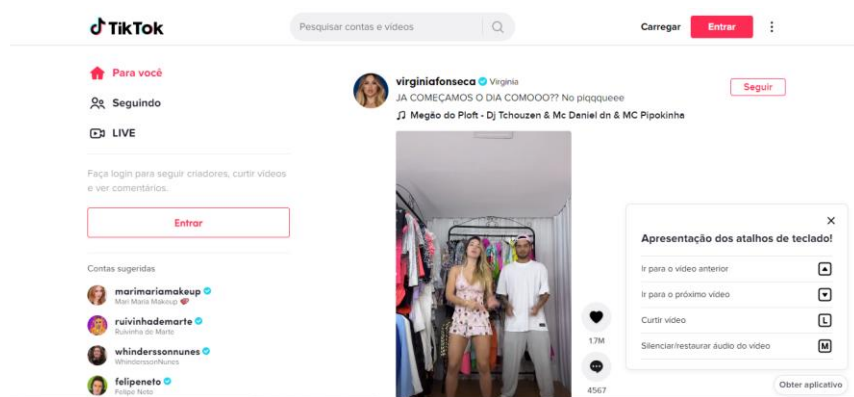 TikTok
Pesquisar contas e vídeos
Carregar
Entrar
Para você
Seguindo
LIVE
Faça login para seguir criadores, curtir vídeos
e ver comentários.
Entrar
Contas sugeridas
marimariamakeup
Mari Maria Makeup
ruivinhademarte
Ruivinha de Marte
whinderssonnunes
WhinderssonNunes
felipeneto
Felipe Neto
virginiafonseca Virginia
JA COMEÇAMOS O DIA COMOOO?? No piqqqueee
Megão do Ploft - Dj Tchouzen & Mc Daniel dn & MC Pipokinha
Seguir
1.7M
4567
Apresentação dos atalhos de teclado!
Ir para o vídeo anterior
Ir para o próximo vídeo
Curtir vídeo
L
Silenciar/restaurar áudio do vídeo
M
Obter aplicativo